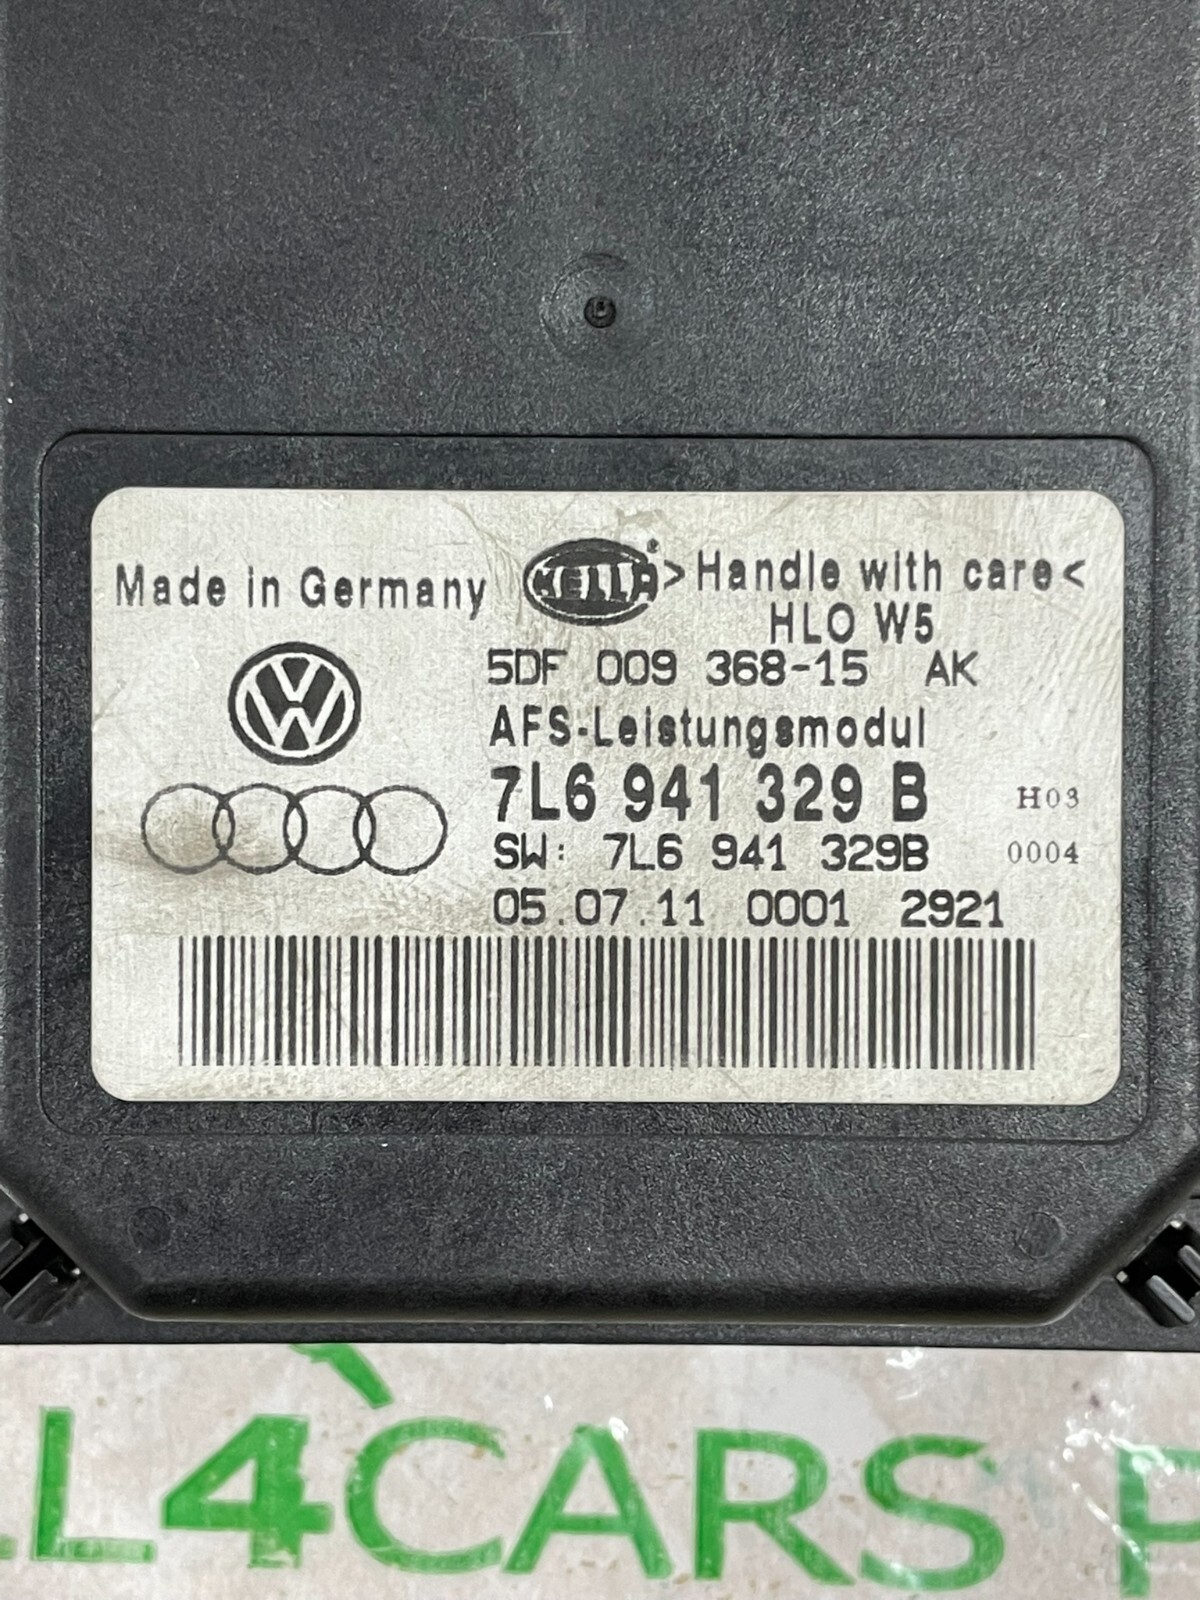 Made in Germany HELLA ® >Handle with care<
HLO W5
5DF 009 368-15 AK
AFS-Leistungsmodul
7L6 941 329 B H03
SW: 7L6 941 329B 0004
05.07.11 0001 2921
LL4CARS P